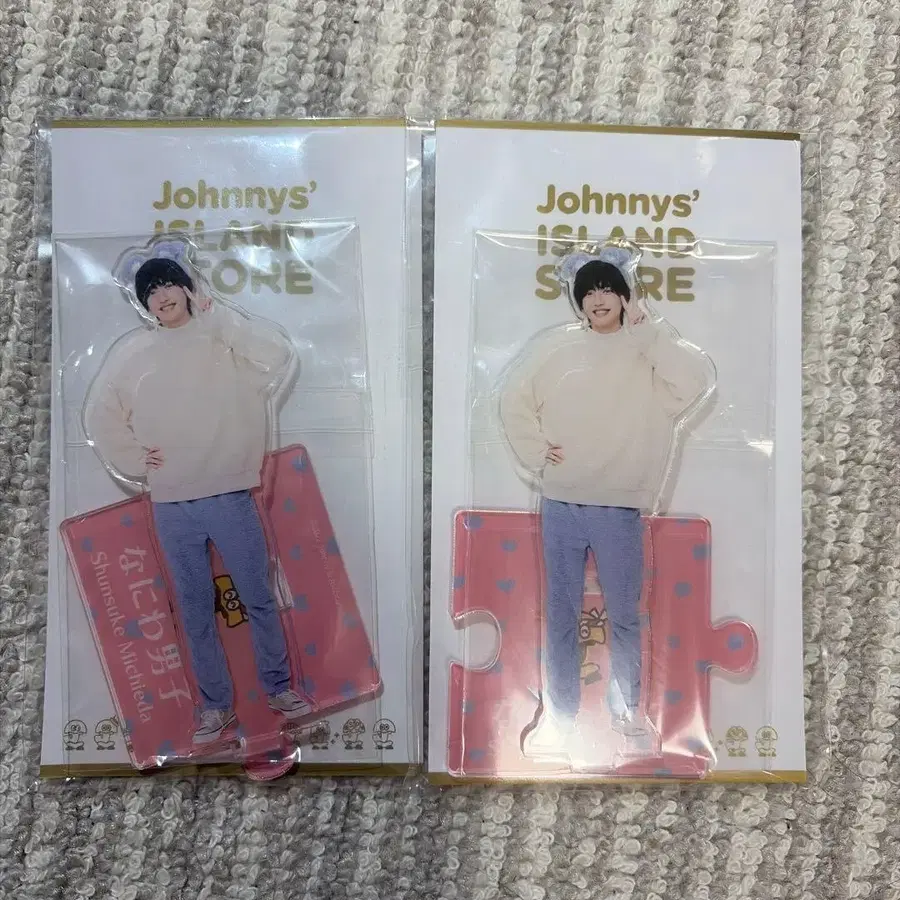 Johnnys'
ISLAND
STORE
なにわ男子
Shunsuke Michieda
Johnnys'
ISLAND
STORE